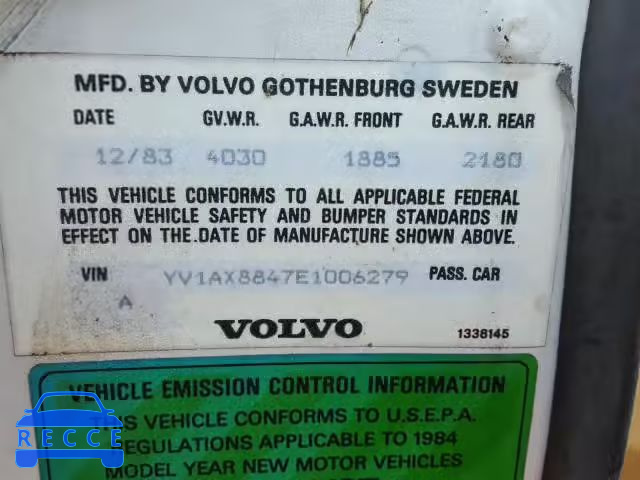 MFD. BY VOLVO GOTHENBURG SWEDEN
DATE GV.W.R. G.A.W.R. FRONT G.A.W.R. REAR
12/83 4030 1885 2180
THIS VEHICLE CONFORMS TO ALL APPLICABLE FEDERAL
MOTOR VEHICLE SAFETY AND BUMPER STANDARDS IN
EFFECT ON THE DATE OF MANUFACTURE SHOWN ABOVE.
VIN YV1AX8847E1006279 PASS. CAR
A
VOLVO 1338145
VEHICLE EMISSION CONTROL INFORMATION
THIS VEHICLE CONFORMS TO U.S.E.P.A.
REGULATIONS APPLICABLE TO 1984
MODEL YEAR NEW MOTOR VEHICLES
RECCE